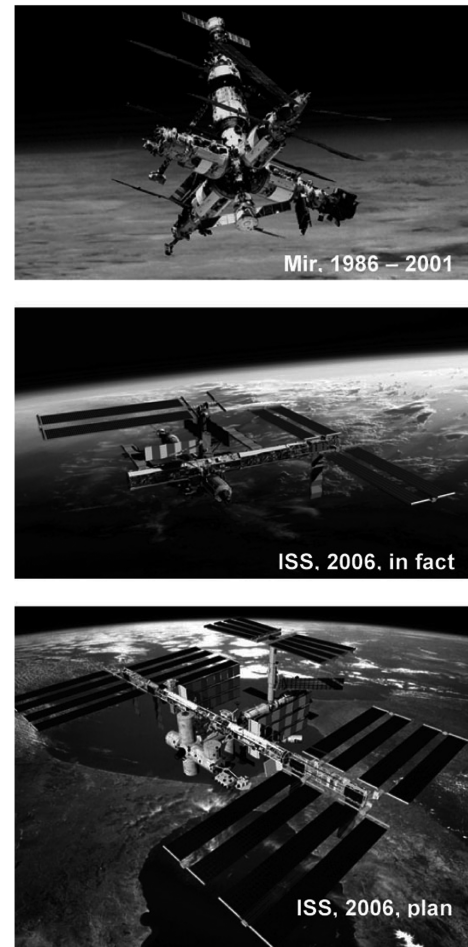 Mir, 1986 – 2001
ISS, 2006, in fact
ISS, 2006, plan